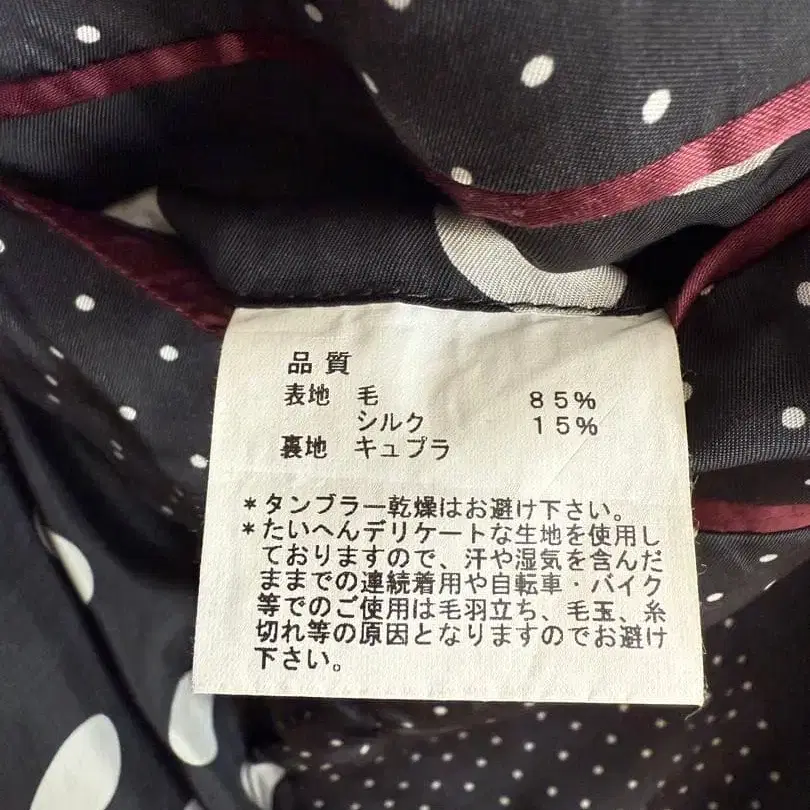 品質
表地 毛 85%
シルク 15%
裏地 キュプラ
*タンブラー乾燥はお避け下さい。
*たいへんデリケートな生地を使用し
ておりますので、汗や湿気を含んだ
ままでの連続着用や自転車・バイク
等でのご使用は毛羽立ち、毛玉、糸
切れ等の原因となりますのでお避け
下さい。